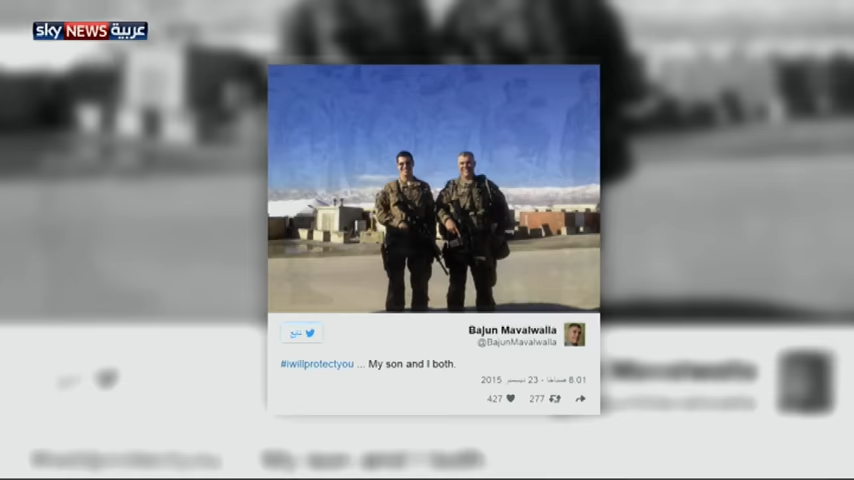 sky NEWS عربية
تابع
Bajun Mavalwalla
@BajunMavalwalla
#iwillprotectyou ... My son and I both.
8:01 صباحا - 23 ديسمبر 2015
427 277